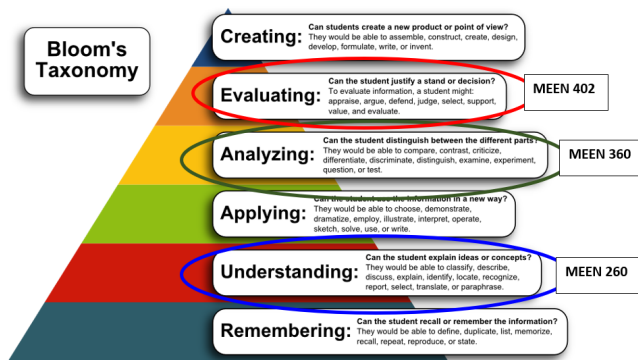 Bloom's
Taxonomy
Creating:
Can students create a new product or point of view?
They would be able to assemble, construct, create, design,
develop, formulate, write, or invent.
Evaluating:
Can the student justify a stand or decision?
To evaluate information, a student might:
appraise, argue, defend, judge, select, support,
value, and evaluate.
MEEN 402
Analyzing:
Can the student distinguish between the different parts?
They would be able to compare, contrast, criticize,
differentiate, discriminate, distinguish, examine, experiment,
question, or test.
MEEN 360
Applying:
Can the student use the information in a new way?
They would be able to choose, demonstrate,
dramatize, employ, illustrate, interpret, operate,
sketch, solve, use, or write.
Understanding:
Can the student explain ideas or concepts?
They would be able to classify, describe,
discuss, explain, identify, locate, recognize,
report, select, translate, or paraphrase.
MEEN 260
Remembering:
Can the student recall or remember the information?
They would be able to define, duplicate, list, memorize,
recall, repeat, reproduce, or state.